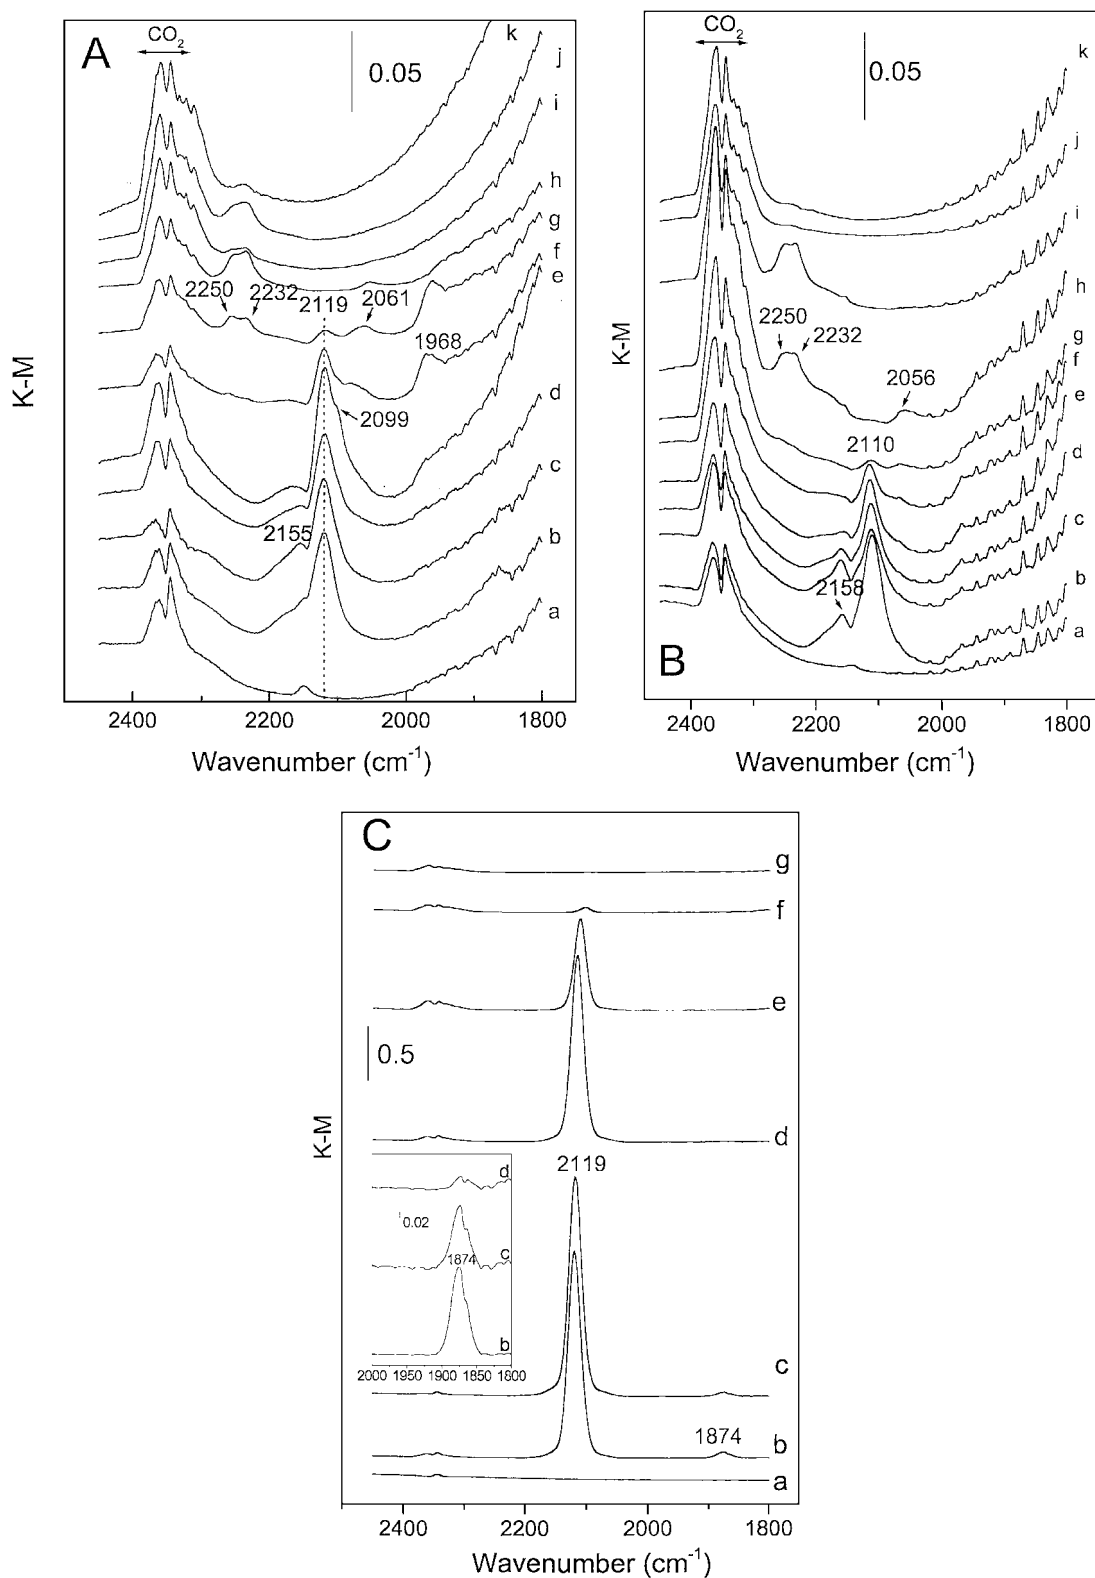 A
CO2
0.05
k
j
i
h
g
f
e
d
c
b
a
2250
2232
2119
2061
1968
2099
2155
K-M
2400
2200
2000
1800
Wavenumber (cm-1)
B
CO2
0.05
k
j
i
h
g
f
e
d
c
b
a
2250
2232
2056
2110
2158
K-M
2400
2200
2000
1800
Wavenumber (cm-1)
C
g
f
e
0.5
d
2119
c
1874
b
a
K-M
d
0.02
c
1874
b
2000 1950 1900 1850 1800
2400
2200
2000
1800
Wavenumber (cm-1)